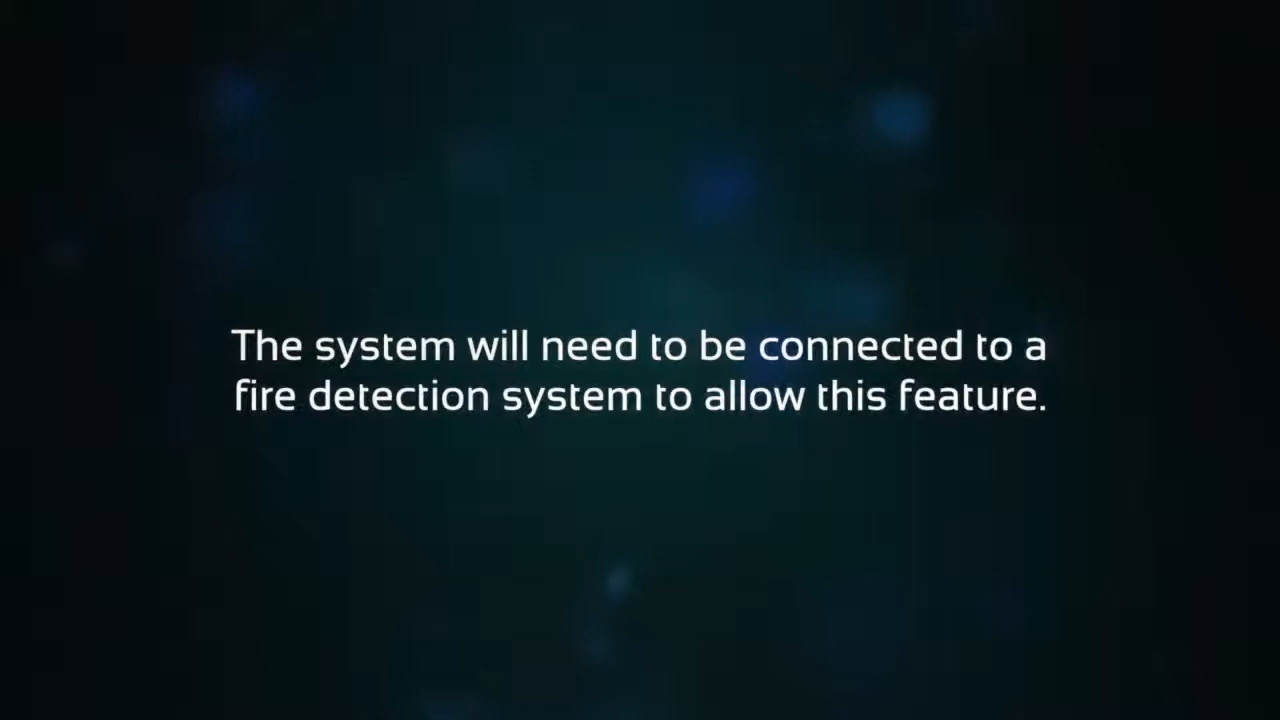 The system will need to be connected to a
fire detection system to allow this feature.